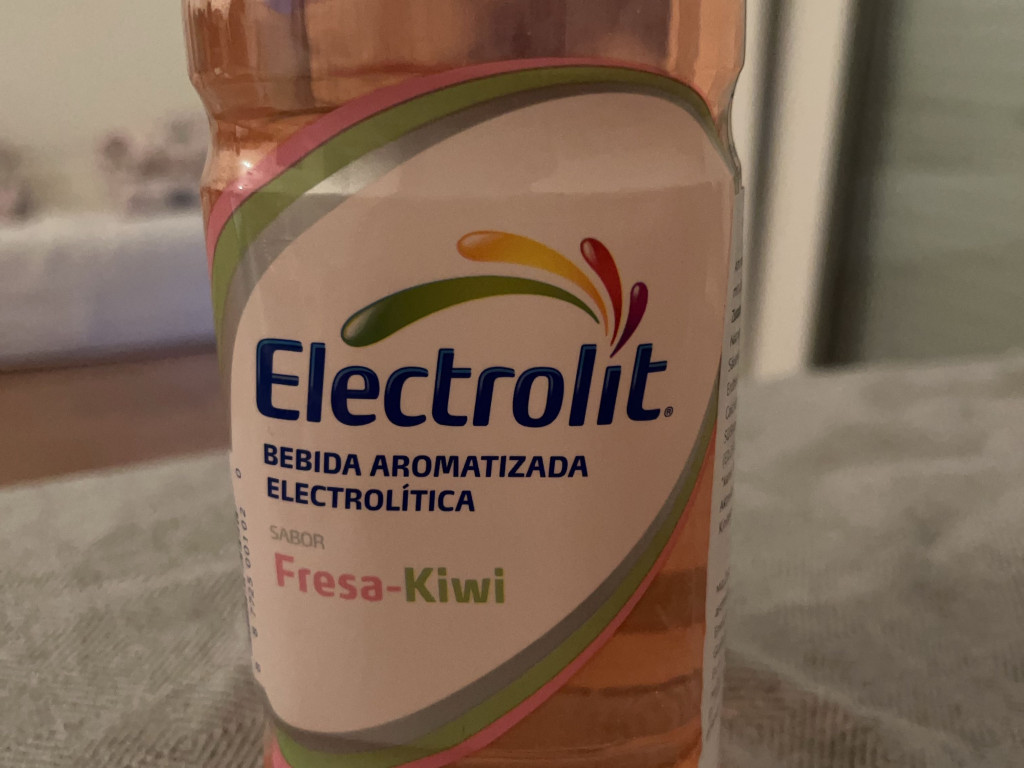 Electrolit®
BEBIDA AROMATIZADA
ELECTROLÍTICA
SABOR
Fresa-Kiwi